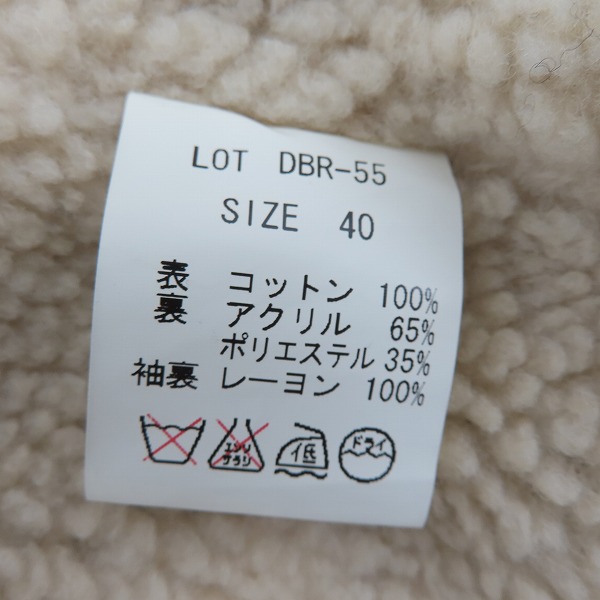 LOT DBR-55
SIZE 40
表 コットン 100%
裏 アクリル 65%
ポリエステル 35%
袖裏 レーヨン 100%
エンソ サラシ 低 ドライ